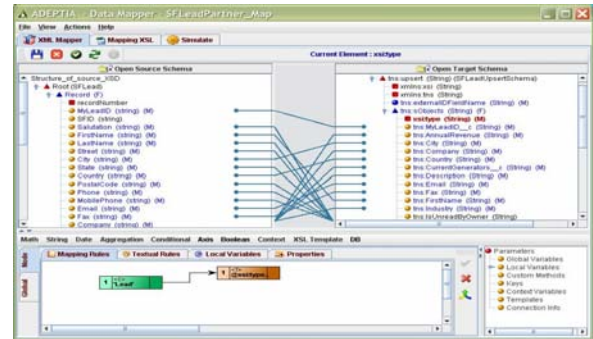 ADEPTIA - Data Mapper - SFLeadPartner_Map
File View Actions Help
XML Mapper Mapping XSL Simulate
Current Element : xsi:type
Open Source Schema
Structure_of_source_XSD
Root (SFLead)
Record (F)
recordNumber
MyLeadID (string) (M)
SFID (string)
Salutation (string) (M)
FirstName (string) (M)
LastName (string) (M)
Street (string) (M)
City (string) (M)
State (string) (M)
Country (string) (M)
PostalCode (string) (M)
Phone (string) (M)
MobilePhone (string) (M)
Email (string) (M)
Fax (string) (M)
Company (string) (M)
Open Target Schema
tns:upsert (String) (SFLeadUpsertSchema)
xmlns:xsi (String) (M)
xmlns:tns (String) (M)
tns:externalIDFieldName (String) (M)
tns:sObjects (String) (F)
xsi:type (String) (M)
tns:MyLeadID__c (String) (M)
tns:AnnualRevenue (String) (M)
tns:City (String) (M)
tns:Company (String) (M)
tns:Country (String) (M)
tns:CurrentGenerators__c (String) (M)
tns:Description (String) (M)
tns:Email (String) (M)
tns:Fax (String) (M)
tns:FirstName (String) (M)
tns:Industry (String) (M)
tns:IsUnreadByOwner (String)
Math String Date Aggregation Conditional Axis Boolean Context XSL Template DB
Node
Global
Mapping Rules Textual Rules Local Variables Properties
1 'Lead'
1 @xsi:type
Parameters
Global Variables
Local Variables
Custom Methods
Keys
Context Variables
Templates
Connection Info